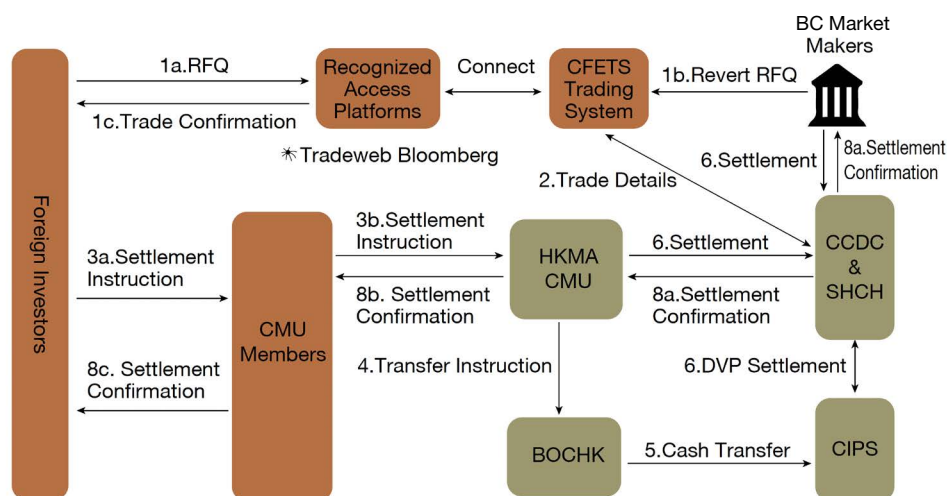 BC Market
Makers
1a.RFQ
Recognized
Access
Platforms
Connect
CFETS
Trading
System
1b.Revert RFQ
1c.Trade Confirmation
✳Tradeweb Bloomberg
2.Trade Details
6.Settlement
8a.Settlement
Confirmation
Foreign Investors
3a.Settlement
Instruction
CMU
Members
3b.Settlement
Instruction
HKMA
CMU
6.Settlement
CCDC
&
SHCH
8b. Settlement
Confirmation
8a.Settlement
Confirmation
8c. Settlement
Confirmation
4.Transfer Instruction
6.DVP Settlement
BOCHK
5.Cash Transfer
CIPS